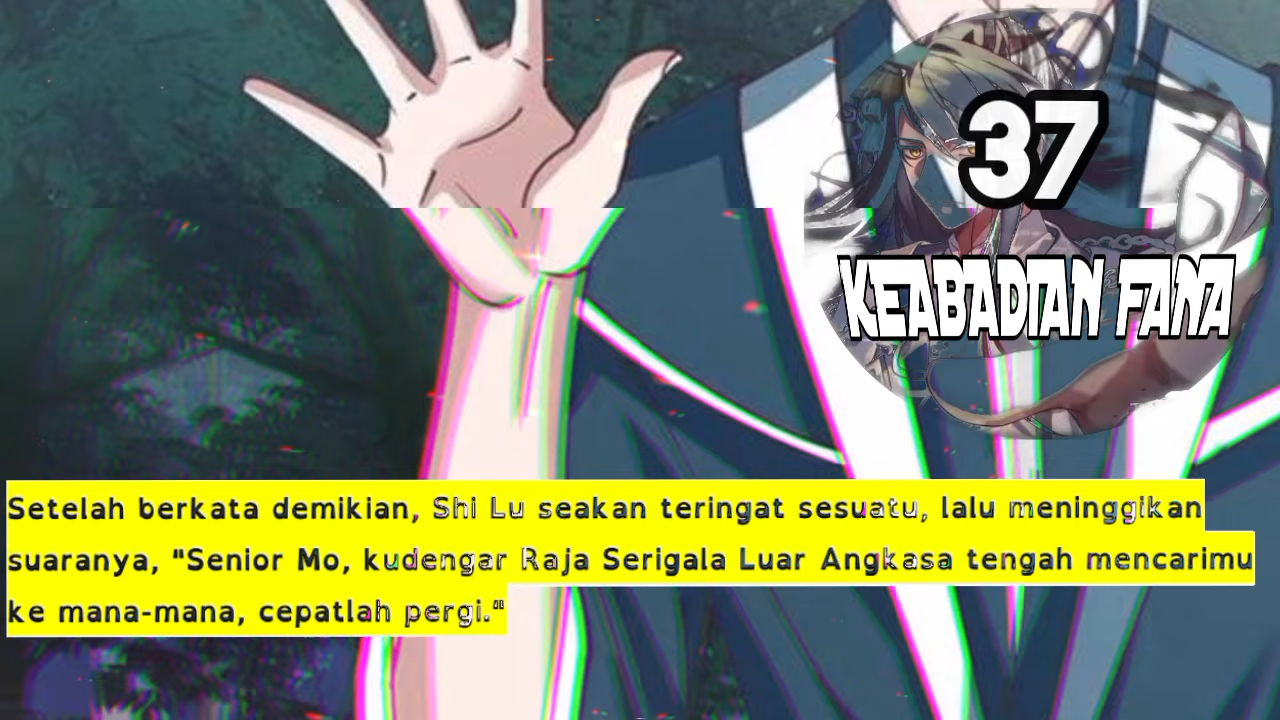 37
KEABADIAN FANA
Setelah berkata demikian, Shi Lu seakan teringat sesuatu, lalu meninggikan
suaranya, "Senior Mo, kudengar Raja Serigala Luar Angkasa tengah mencarimu
ke mana-mana, cepatlah pergi."